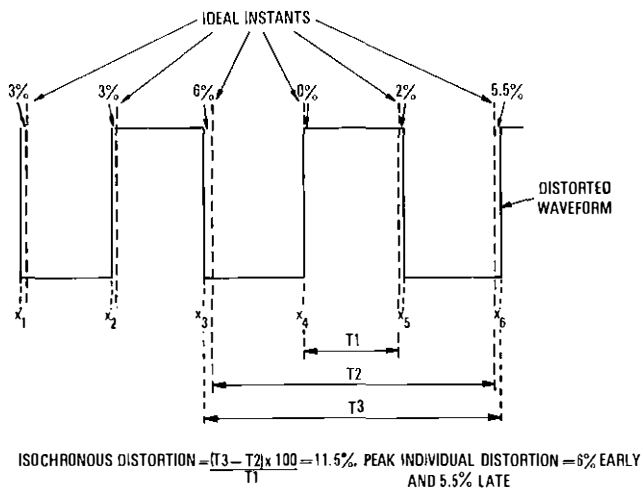 IDEAL INSTANTS
3% 3% 6% 0% 2% 5.5%
DISTORTED
WAVEFORM
x1 x2 x3 x4 x5 x6
T1
T2
T3
ISOCHRONOUS DISTORTION = (T3 – T2) x 100 = 11.5%. PEAK INDIVIDUAL DISTORTION = 6% EARLY
T1
AND 5.5% LATE